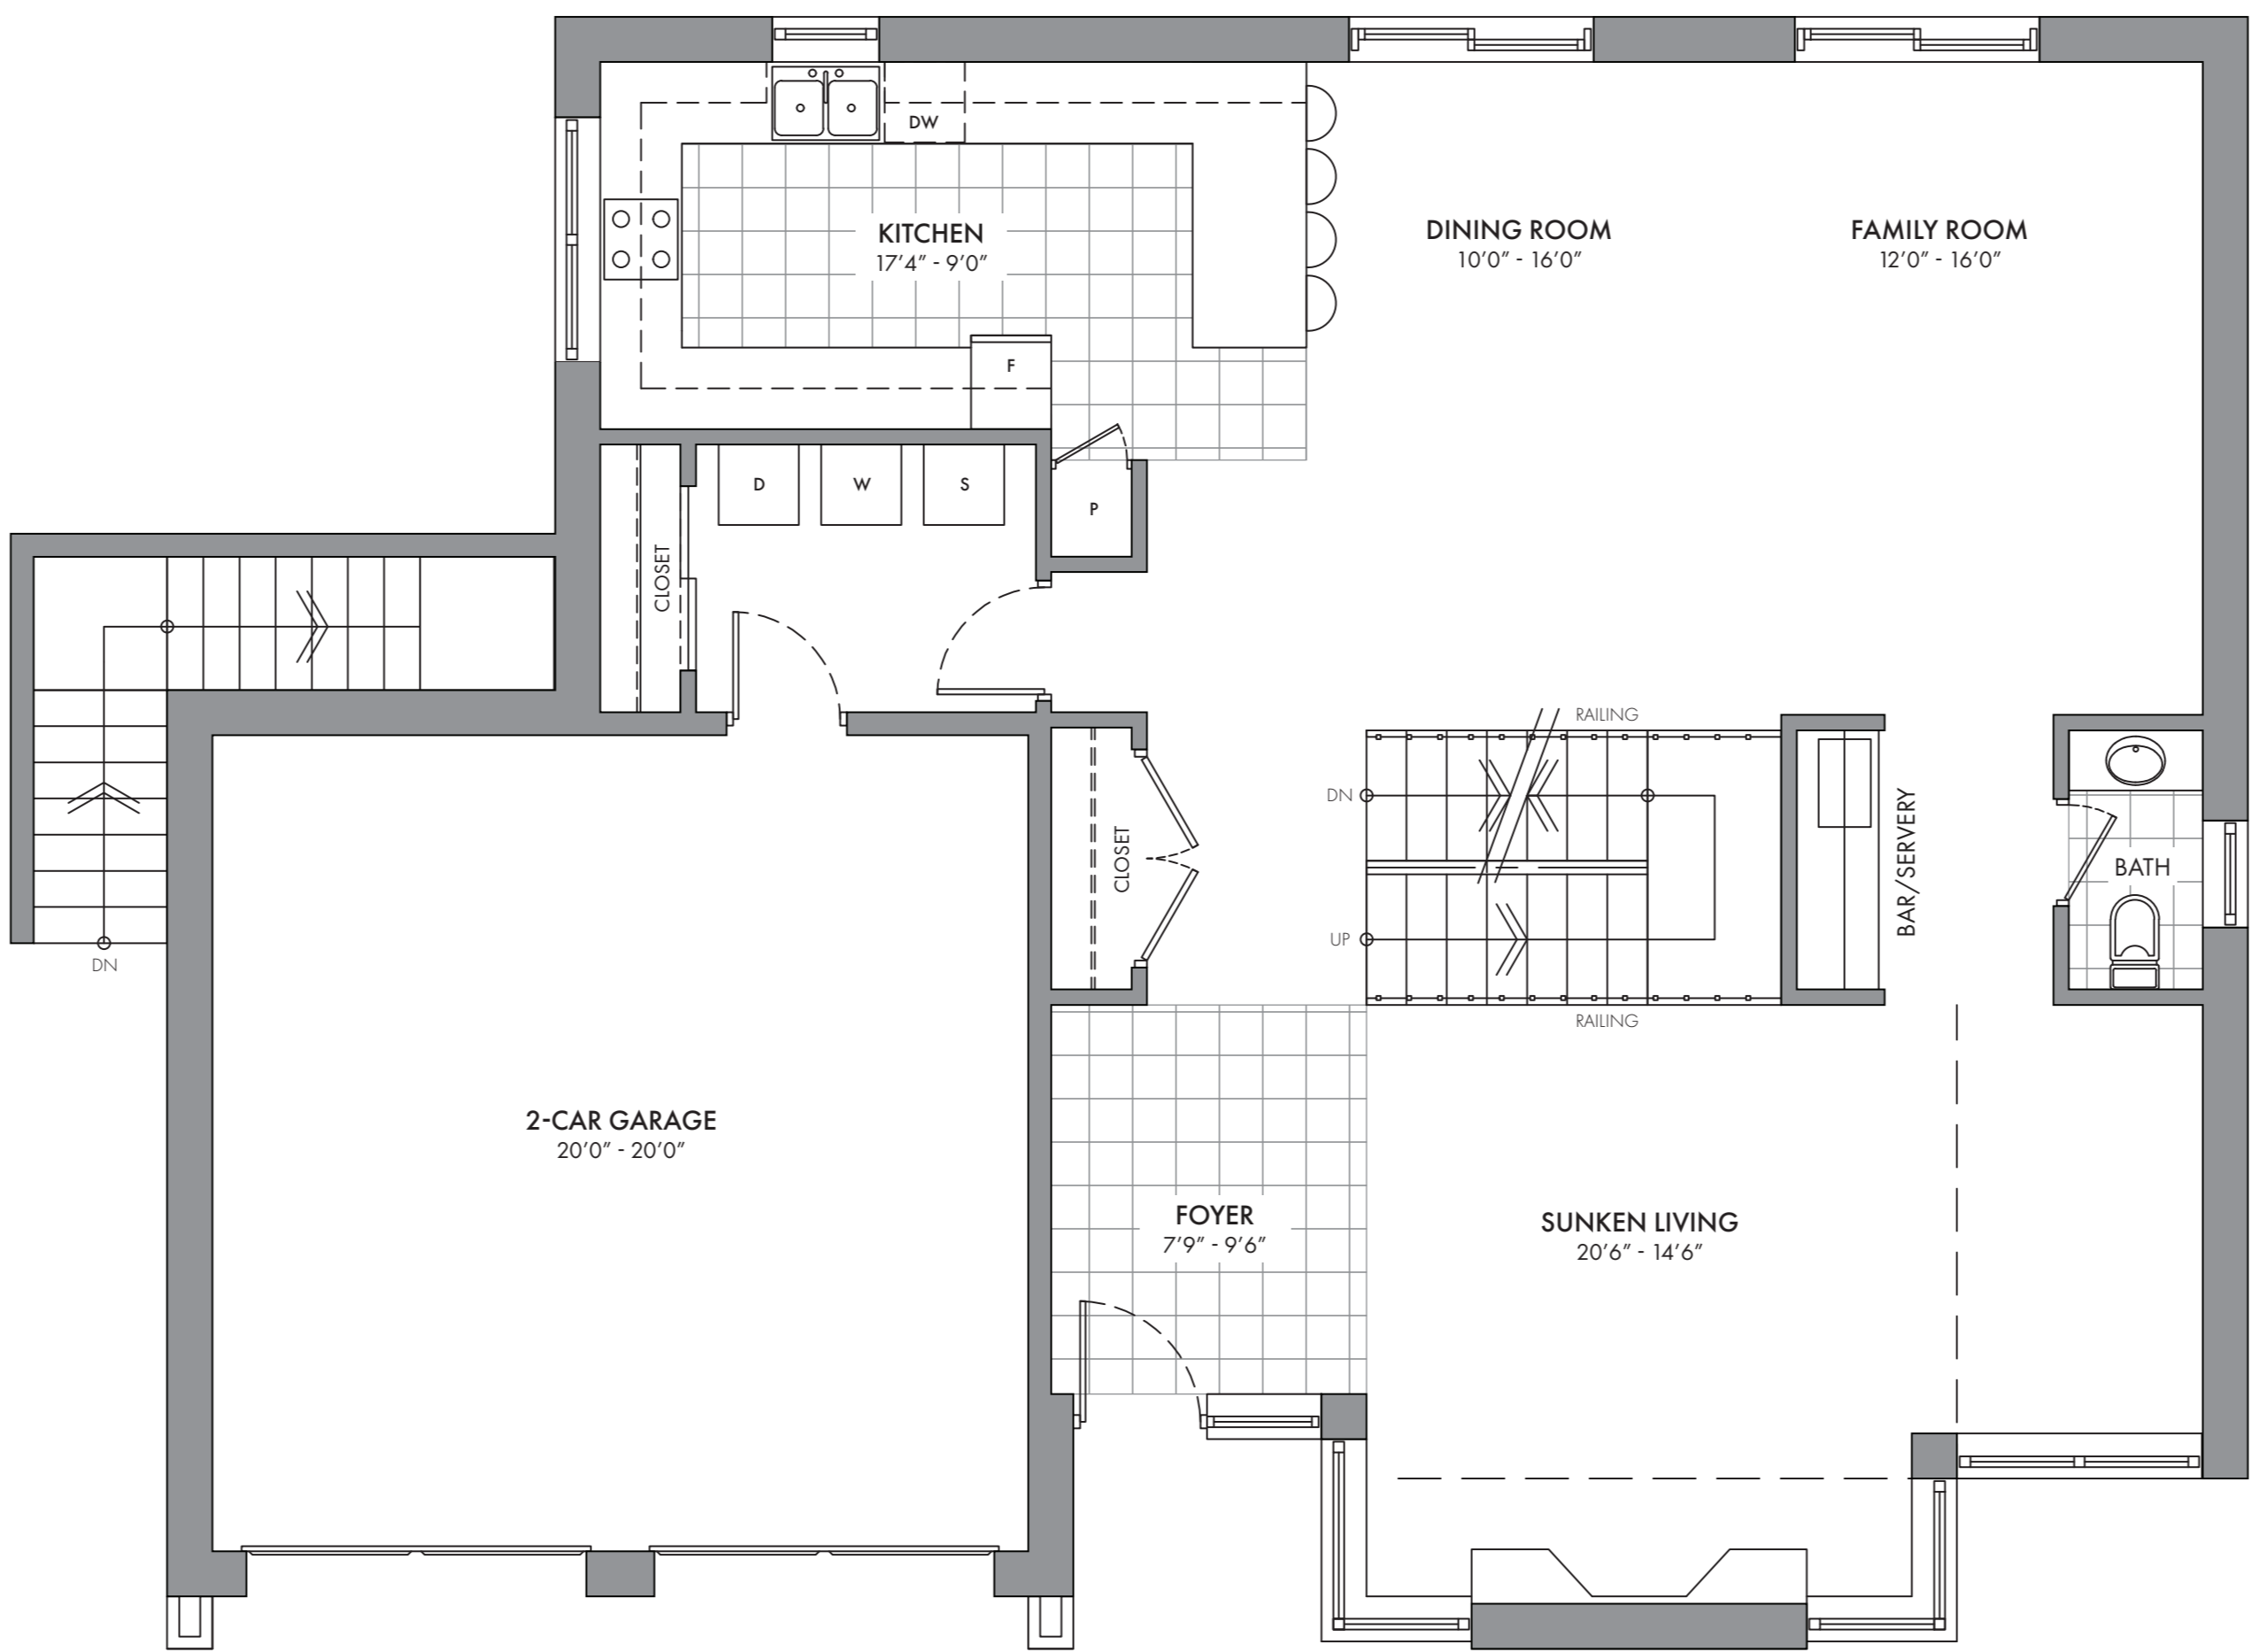 DW
KITCHEN
17'4" - 9'0"
DINING ROOM
10'0" - 16'0"
FAMILY ROOM
12'0" - 16'0"
F
D
W
S
P
CLOSET
RAILING
DN
UP
RAILING
CLOSET
BAR/SERVERY
BATH
DN
2-CAR GARAGE
20'0" - 20'0"
FOYER
7'9" - 9'6"
SUNKEN LIVING
20'6" - 14'6"